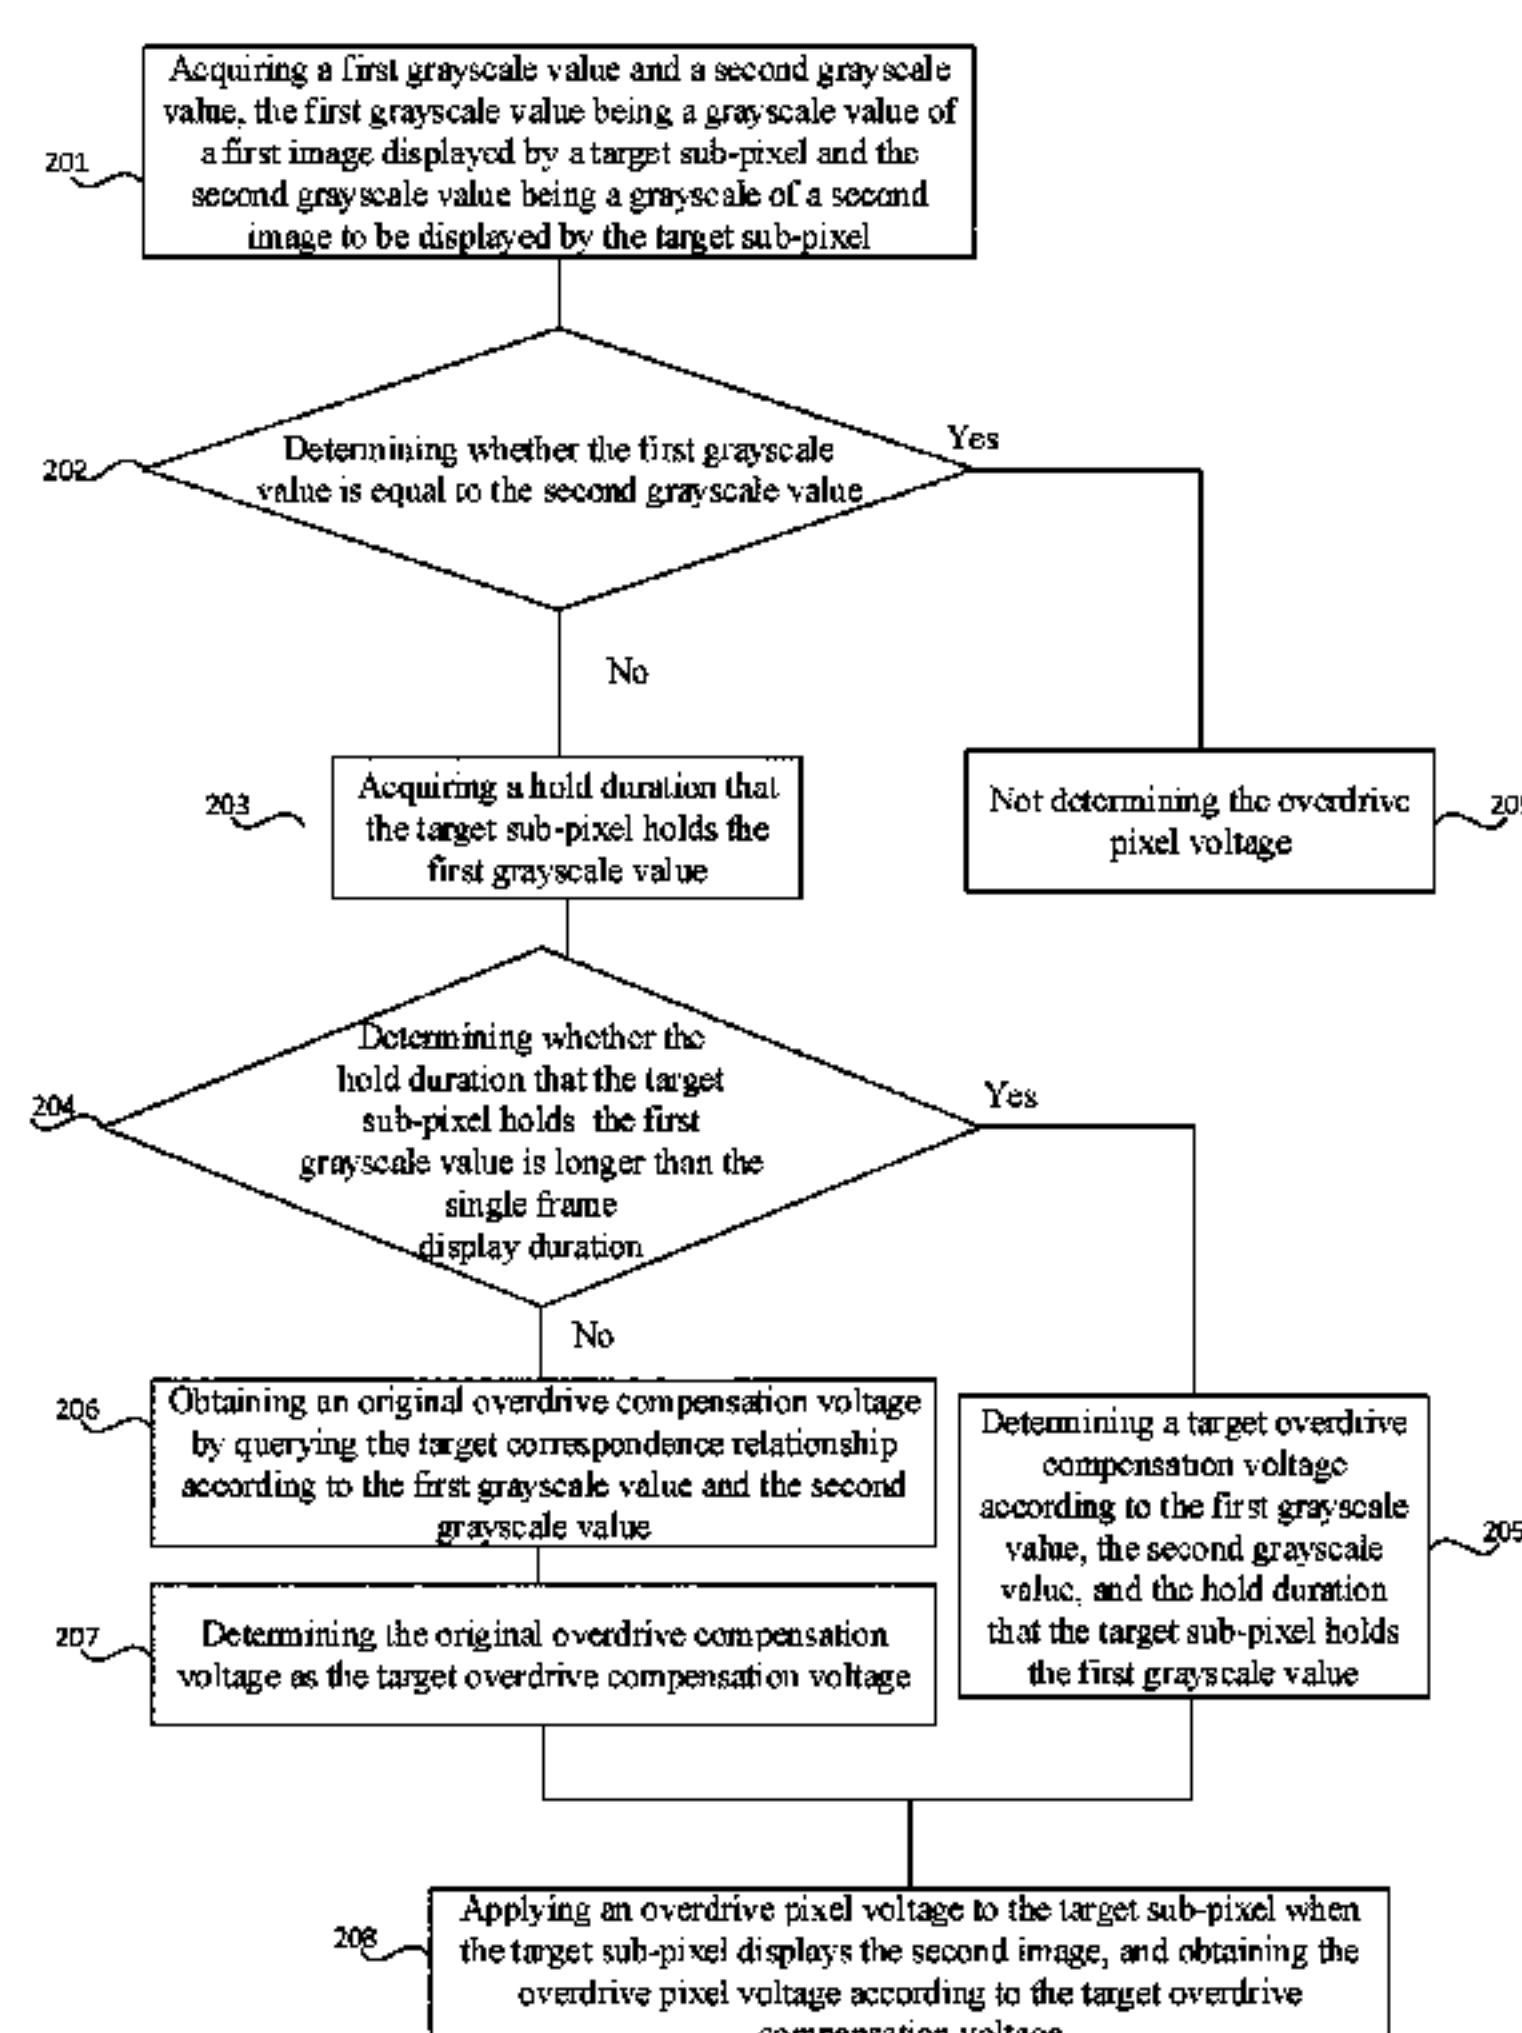 Acquiring a first grayscale value and a second grayscale
value, the first grayscale value being a grayscale value of
a first image displayed by a target sub-pixel and the
second grayscale value being a grayscale of a second
image to be displayed by the target sub-pixel
201
Determining whether the first grayscale
value is equal to the second grayscale value
202
Yes
No
203
Acquiring a hold duration that
the target sub-pixel holds the
first grayscale value
Not determining the overdrive
pixel voltage
Determining whether the
hold duration that the target
sub-pixel holds the first
grayscale value is longer than the
single frame
display duration
204
Yes
No
206
Obtaining an original overdrive compensation voltage
by querying the target correspondence relationship
according to the first grayscale value and the second
grayscale value
Determining a target overdrive
compensation voltage
according to the first grayscale
value, the second grayscale
value, and the hold duration
that the target sub-pixel holds
the first grayscale value
205
207
Determining the original overdrive compensation
voltage as the target overdrive compensation voltage
208
Applying an overdrive pixel voltage to the target sub-pixel when
the target sub-pixel displays the second image, and obtaining the
overdrive pixel voltage according to the target overdrive
compensation voltage